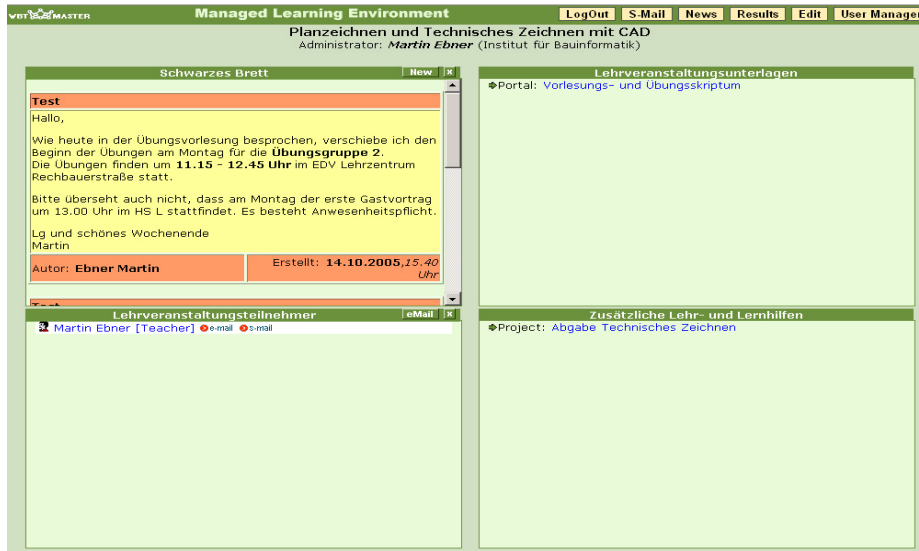 WBT MASTER
Managed Learning Environment
LogOut S-Mail News Results Edit User Manage
Planzeichnen und Technisches Zeichnen mit CAD
Administrator: Martin Ebner (Institut für Bauinformatik)
Schwarzes Brett New x
Test
Hallo,
Wie heute in der Übungsvorlesung besprochen, verschiebe ich den
Beginn der Übungen am Montag für die Übungsgruppe 2.
Die Übungen finden um 11.15 - 12.45 Uhr im EDV Lehrzentrum
Rechbauerstraße statt.
Bitte überseht auch nicht, dass am Montag der erste Gastvortrag
um 13.00 Uhr im HS L stattfindet. Es besteht Anwesenheitspflicht.
Lg und schönes Wochenende
Martin
Autor: Ebner Martin
Erstellt: 14.10.2005,15.40
Uhr
Test
Lehrveranstaltungsunterlagen
Portal: Vorlesungs- und Übungsskriptum
Lehrveranstaltungsteilnehmer eMail x
Martin Ebner [Teacher] e-mail s-mail
Zusätzliche Lehr- und Lernhilfen
Project: Abgabe Technisches Zeichnen